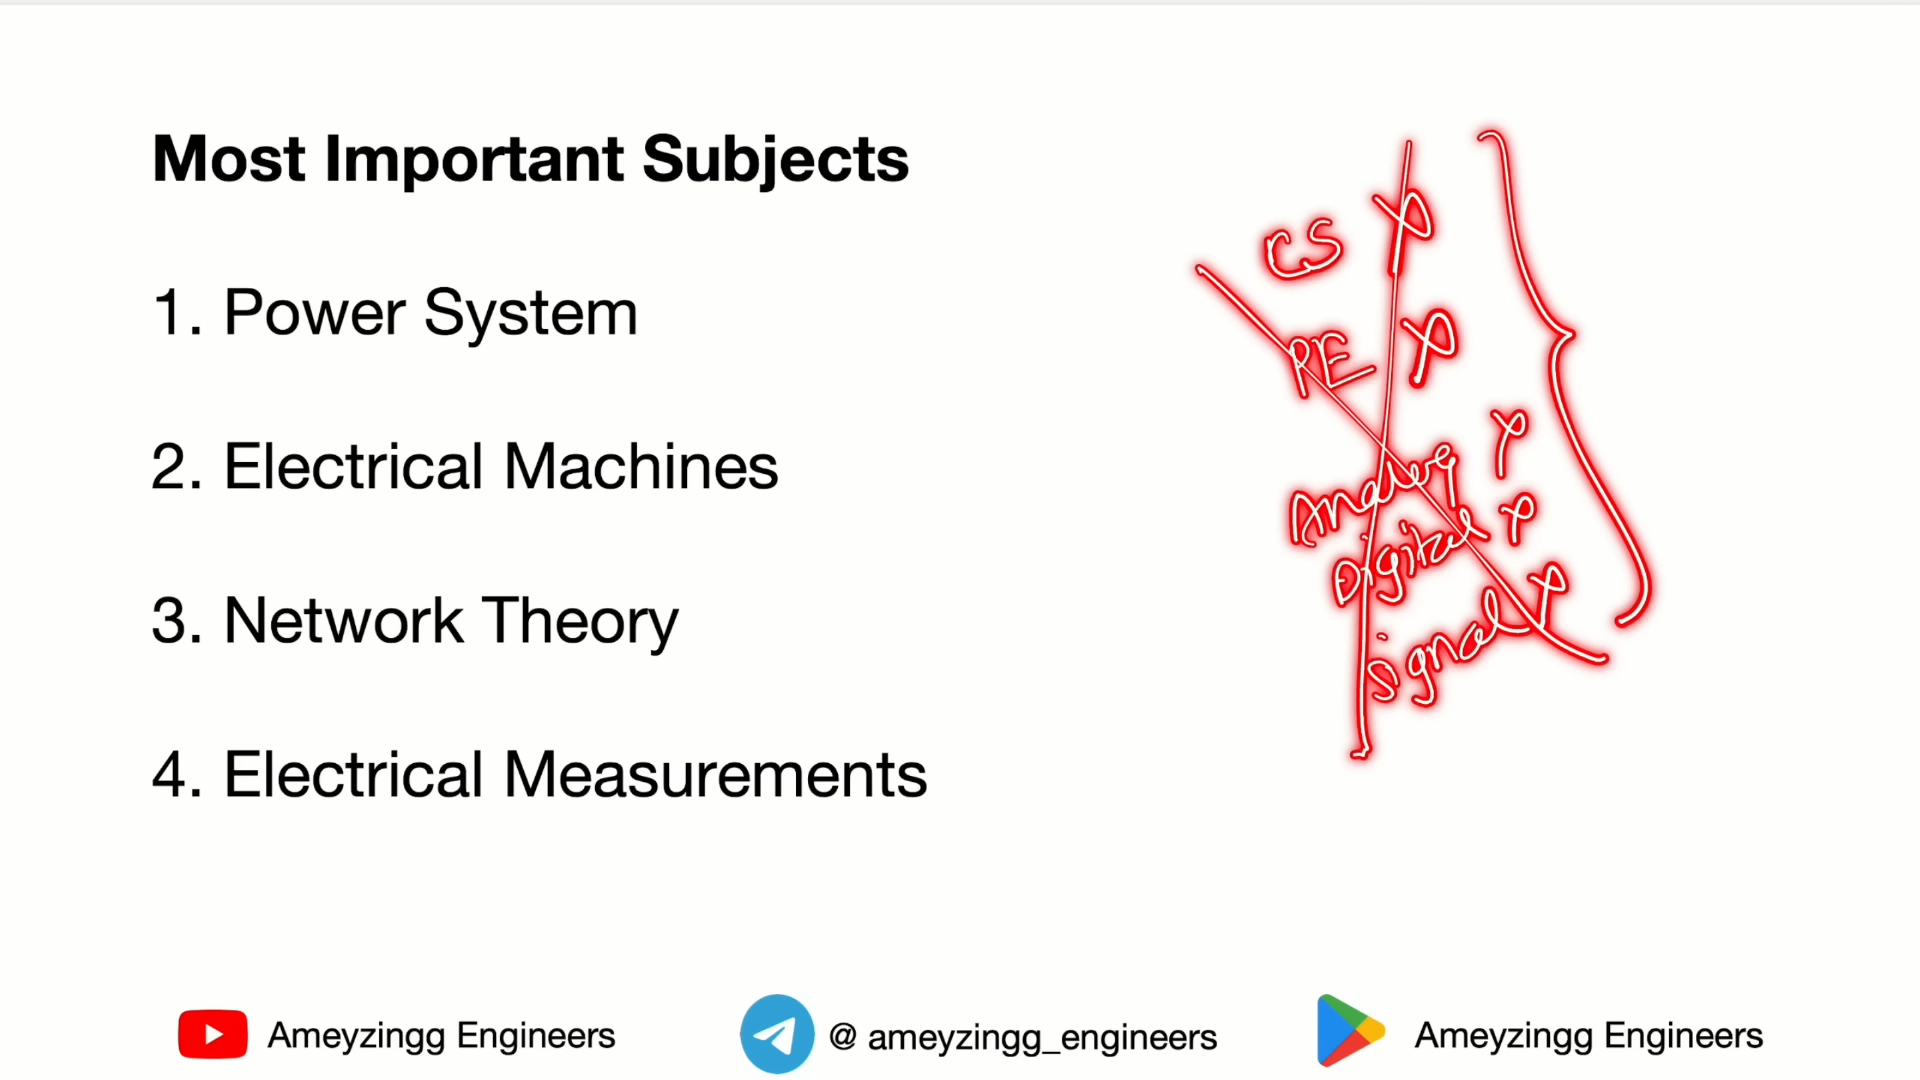 Most Important Subjects
1. Power System
2. Electrical Machines
3. Network Theory
4. Electrical Measurements
CS
PE
Analog
Digital
Signal
Ameyzingg Engineers
@ ameyzingg_engineers
Ameyzingg Engineers